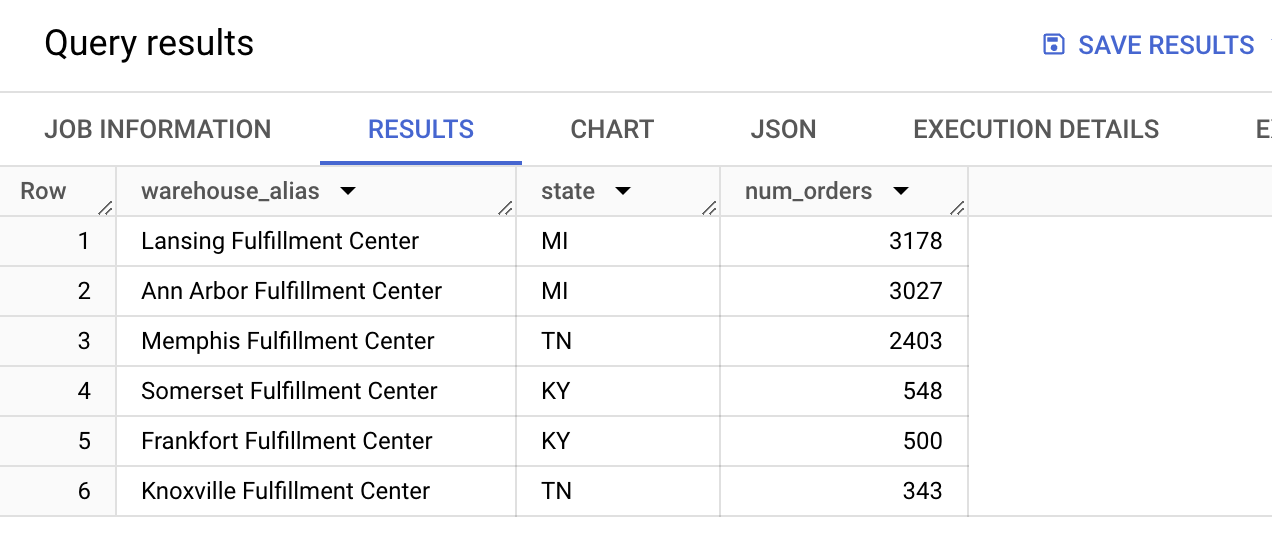 Query results
SAVE RESULTS
JOB INFORMATION RESULTS CHART JSON EXECUTION DETAILS
Row warehouse_alias state num_orders
1 Lansing Fulfillment Center MI 3178
2 Ann Arbor Fulfillment Center MI 3027
3 Memphis Fulfillment Center TN 2403
4 Somerset Fulfillment Center KY 548
5 Frankfort Fulfillment Center KY 500
6 Knoxville Fulfillment Center TN 343